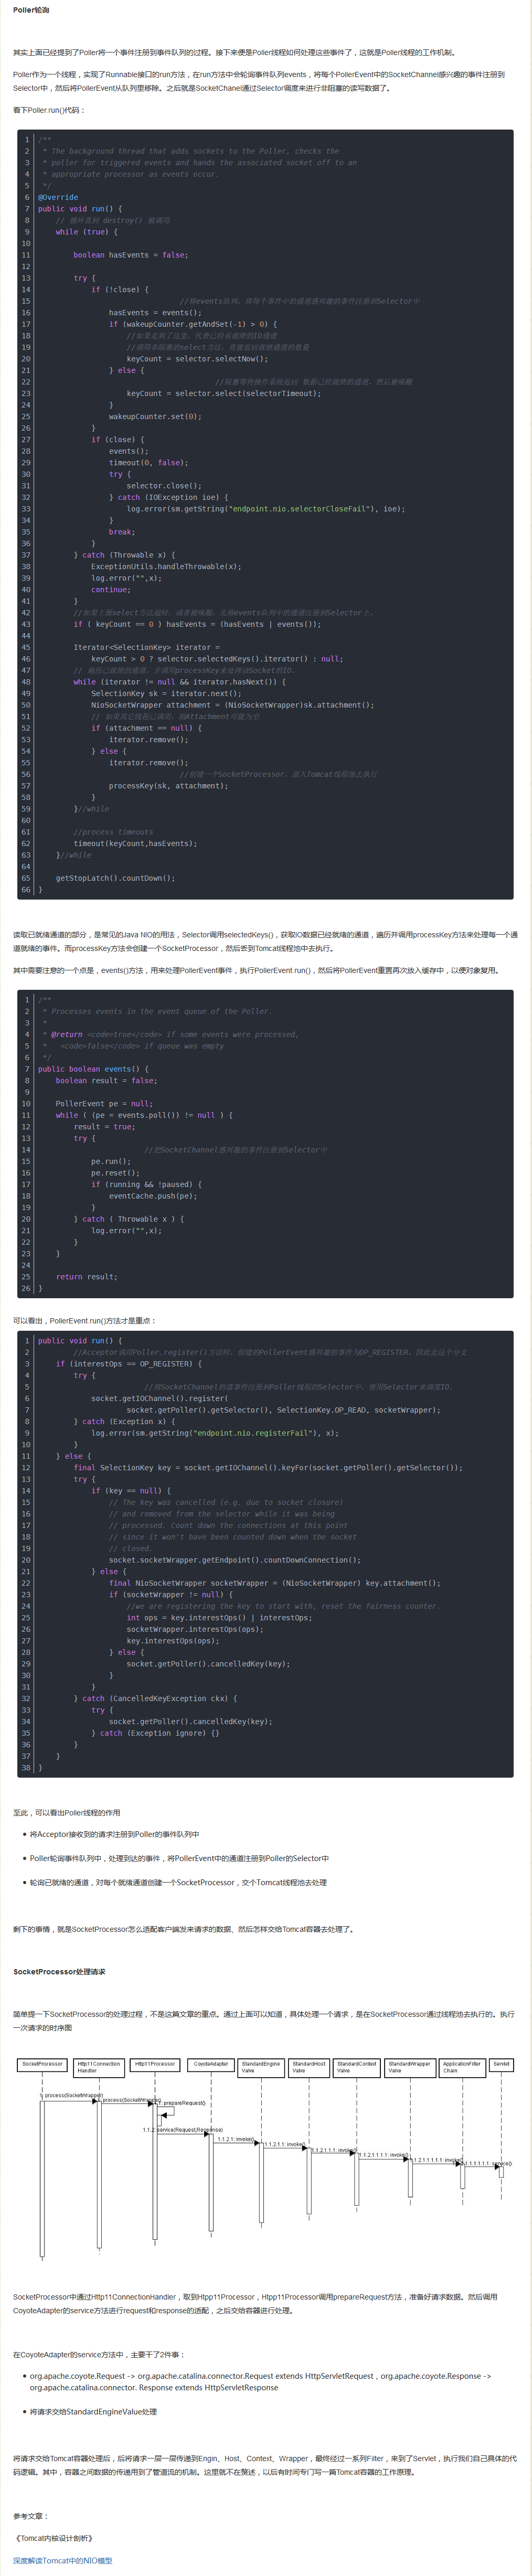 Poller轮询
其实上面已经提到了Poller将一个事件注册到事件队列的过程。接下来便是Poller线程如何处理这些事件了，这就是Poller线程的工作机制。
Poller作为一个线程，实现了Runnable接口的run方法，在run方法中会轮询事件队列events，将每个PollerEvent中的SocketChannel感兴趣的事件注册到
Selector中，然后将PollerEvent从队列里移除。之后就是SocketChanel通过Selector调度来进行非阻塞的读写数据了。
看下Poller.run()代码：
1 /**
2 * The background thread that adds sockets to the Poller, checks the
3 * poller for triggered events and hands the associated socket off to an
4 * appropriate processor as events occur.
5 */
6 @Override
7 public void run() {
8 // 循环直到 destroy() 被调用
9 while (true) {
10
11 boolean hasEvents = false;
12
13 try {
14 if (!close) {
15 //将events队列，将每个事件中的通道感兴趣的事件注册到Selector中
16 hasEvents = events();
17 if (wakeupCounter.getAndSet(-1) > 0) {
18 //如果走到了这里，代表已经有就绪的IO通道
19 //调用非阻塞的select方法，直接返回就绪通道的数量
20 keyCount = selector.selectNow();
21 } else {
22 //阻塞等待操作系统返回 数据已经就绪的通道，然后被唤醒
23 keyCount = selector.select(selectorTimeout);
24 }
25 wakeupCounter.set(0);
26 }
27 if (close) {
28 events();
29 timeout(0, false);
30 try {
31 selector.close();
32 } catch (IOException ioe) {
33 log.error(sm.getString("endpoint.nio.selectorCloseFail"), ioe);
34 }
35 break;
36 }
37 } catch (Throwable x) {
38 ExceptionUtils.handleThrowable(x);
39 log.error("",x);
40 continue;
41 }
42 //如果上面select方法超时，或者被唤醒，先将events队列中的通道注册到Selector上。
43 if ( keyCount == 0 ) hasEvents = (hasEvents | events());
44
45 Iterator<SelectionKey> iterator =
46 keyCount > 0 ? selector.selectedKeys().iterator() : null;
47 // 遍历已就绪的通道，并调用processKey来处理该Socket的IO。
48 while (iterator != null && iterator.hasNext()) {
49 SelectionKey sk = iterator.next();
50 NioSocketWrapper attachment = (NioSocketWrapper)sk.attachment();
51 // 如果其它线程已调用，则Attachment可能为空
52 if (attachment == null) {
53 iterator.remove();
54 } else {
55 iterator.remove();
56 //创建一个SocketProcessor，放入Tomcat线程池去执行
57 processKey(sk, attachment);
58 }
59 }//while
60
61 //process timeouts
62 timeout(keyCount,hasEvents);
63 }//while
64
65 getStopLatch().countDown();
66 }
读取已就绪通道的部分，是常见的Java NIO的用法，Selector调用selectedKeys()，获取IO数据已经就绪的通道，遍历并调用processKey方法来处理每一个通
道就绪的事件。而processKey方法会创建一个SocketProcessor，然后丢到Tomcat线程池中去执行。
其中需要注意的一个点是，events()方法，用来处理PollerEvent事件，执行PollerEvent.run()，然后将PollerEvent重置再次放入缓存中，以便对象复用。
1 /**
2 * Processes events in the event queue of the Poller.
3 *
4 * @return <code>true</code> if some events were processed,
5 * <code>false</code> if queue was empty
6 */
7 public boolean events() {
8 boolean result = false;
9
10 PollerEvent pe = null;
11 while ( (pe = events.poll()) != null ) {
12 result = true;
13 try {
14 //把SocketChannel感兴趣的事件注册到Selector中
15 pe.run();
16 pe.reset();
17 if (running && !paused) {
18 eventCache.push(pe);
19 }
20 } catch ( Throwable x ) {
21 log.error("",x);
22 }
23 }
24
25 return result;
26 }
可以看出，PollerEvent.run()方法才是重点：
1 public void run() {
2 //Acceptor调用Poller.register()方法时，创建的PollerEvent感兴趣的事件为OP_REGISTER，因此走这个分支
3 if (interestOps == OP_REGISTER) {
4 try {
5 //将SocketChannel的读事件注册到Poller线程的Selector中，使用Selector来调度IO。
6 socket.getIOChannel().register(
7 socket.getPoller().getSelector(), SelectionKey.OP_READ, socketWrapper);
8 } catch (Exception x) {
9 log.error(sm.getString("endpoint.nio.registerFail"), x);
10 }
11 } else {
12 final SelectionKey key = socket.getIOChannel().keyFor(socket.getPoller().getSelector());
13 try {
14 if (key == null) {
15 // The key was cancelled (e.g. due to socket closure)
16 // and removed from the selector while it was being
17 // processed. Count down the connections at this point
18 // since it won't have been counted down when the socket
19 // closed.
20 socket.socketWrapper.getEndpoint().countDownConnection();
21 } else {
22 final NioSocketWrapper socketWrapper = (NioSocketWrapper) key.attachment();
23 if (socketWrapper != null) {
24 //we are registering the key to start with, reset the fairness counter.
25 int ops = key.interestOps() | interestOps;
26 socketWrapper.interestOps(ops);
27 key.interestOps(ops);
28 } else {
29 socket.getPoller().cancelledKey(key);
30 }
31 }
32 } catch (CancelledKeyException ckx) {
33 try {
34 socket.getPoller().cancelledKey(key);
35 } catch (Exception ignore) {}
36 }
37 }
38 }
至此，可以看出Poller线程的作用
将Acceptor接收到的请求注册到Poller的事件队列中
Poller轮询事件队列中，处理到达的事件，将PollerEvent中的通道注册到Poller的Selector中
轮询已就绪的通道，对每个就绪通道创建一个SocketProcessor，交个Tomcat线程池去处理
剩下的事情，就是SocketProcessor怎么适配客户端发来请求的数据、然后怎样交给Tomcat容器去处理了。
SocketProcessor处理请求
简单提一下SocketProcessor的处理过程，不是这篇文章的重点。通过上面可以知道，具体处理一个请求，是在SocketProcessor通过线程池去执行的。执行
一次请求的时序图
SocketProcessor Http11Connection Http11Processor CoyoteAdapter StandardEngine StandardHost StandardContext StandardWrapper ApplicationFilter Servlet
Handler Valve Valve Valve Valve Chain
process(SocketWrapper)
process(SocketWrapper)
prepareRequest()
1.1.2: service(Request,Response)
1.1.2.1: invoke()
1.1.2.1.1: invoke()
1.1.2.1.1.1: invoke()
1.1.2.1.1.1.1: invoke()
1.1.2.1.1.1.1.1: invoke()
1.1.1.1.1: service()
SocketProcessor中通过Http11ConnectionHandler，取到Htpp11Processor，Htpp11Processor调用prepareRequest方法，准备好请求数据。然后调用
CoyoteAdapter的service方法进行request和response的适配，之后交给容器进行处理。
在CoyoteAdapter的service方法中，主要干了2件事：
org.apache.coyote.Request -> org.apache.catalina.connector.Request extends HttpServletRequest，org.apache.coyote.Response ->
org.apache.catalina.connector. Response extends HttpServletResponse
将请求交给StandardEngineValue处理
将请求交给Tomcat容器处理后，后将请求一层一层传递到Engin、Host、Context、Wrapper，最终经过一系列Filter，来到了Servlet，执行我们自己具体的代
码逻辑。其中，容器之间数据的传递用到了管道流的机制。这里就不在赘述，以后有时间专门写一篇Tomcat容器的工作原理。
参考文章：
《Tomcat内核设计剖析》
深度解读Tomcat中的NIO模型